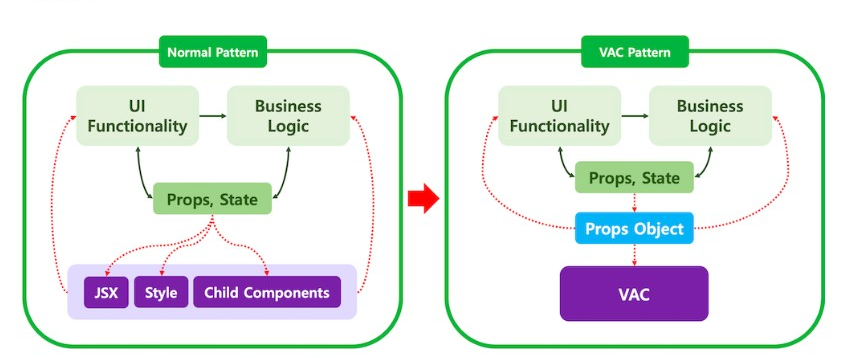 Normal Pattern
UI
Functionality
Business
Logic
Props, State
JSX
Style
Child Components
VAC Pattern
UI
Functionality
Business
Logic
Props, State
Props Object
VAC